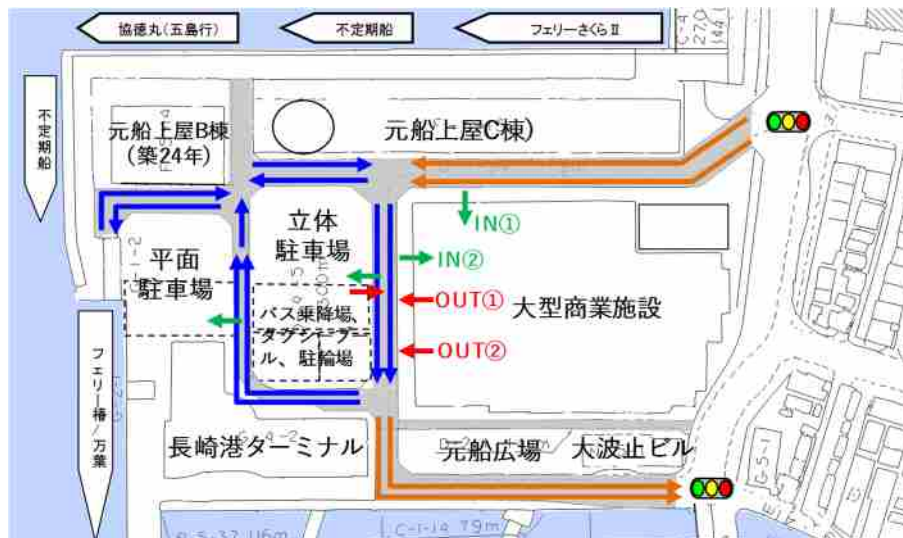 協徳丸(五島行)
不定期船
フェリーさくらⅡ
不定期船
元船上屋B棟
(築24年)
元船上屋C棟)
IN①
立体
駐車場
平面
駐車場
IN②
OUT①
大型商業施設
バス乗降場、
タクシープー
ル、駐輪場
OUT②
フェリー椿/万葉
長崎港ターミナル
元船広場
大波止ビル
G-5-1
C-1-19 79m